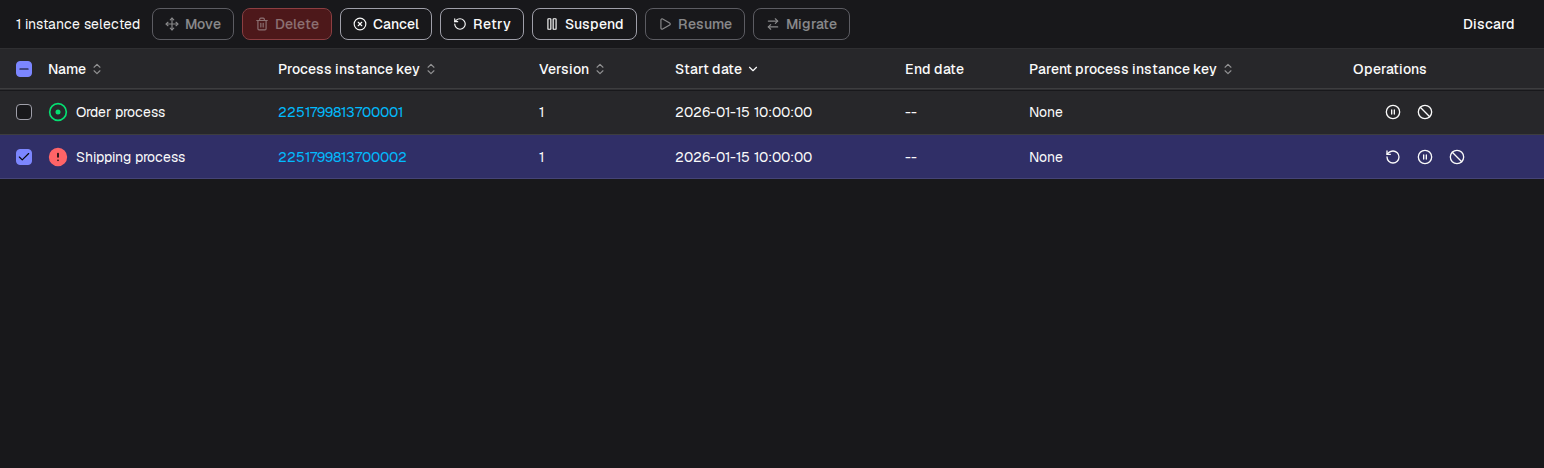 1 instance selected Move Delete Cancel Retry Suspend Resume Migrate Discard
Name Process instance key Version Start date End date Parent process instance key Operations
Order process 2251799813700001 1 2026-01-15 10:00:00 -- None
Shipping process 2251799813700002 1 2026-01-15 10:00:00 -- None